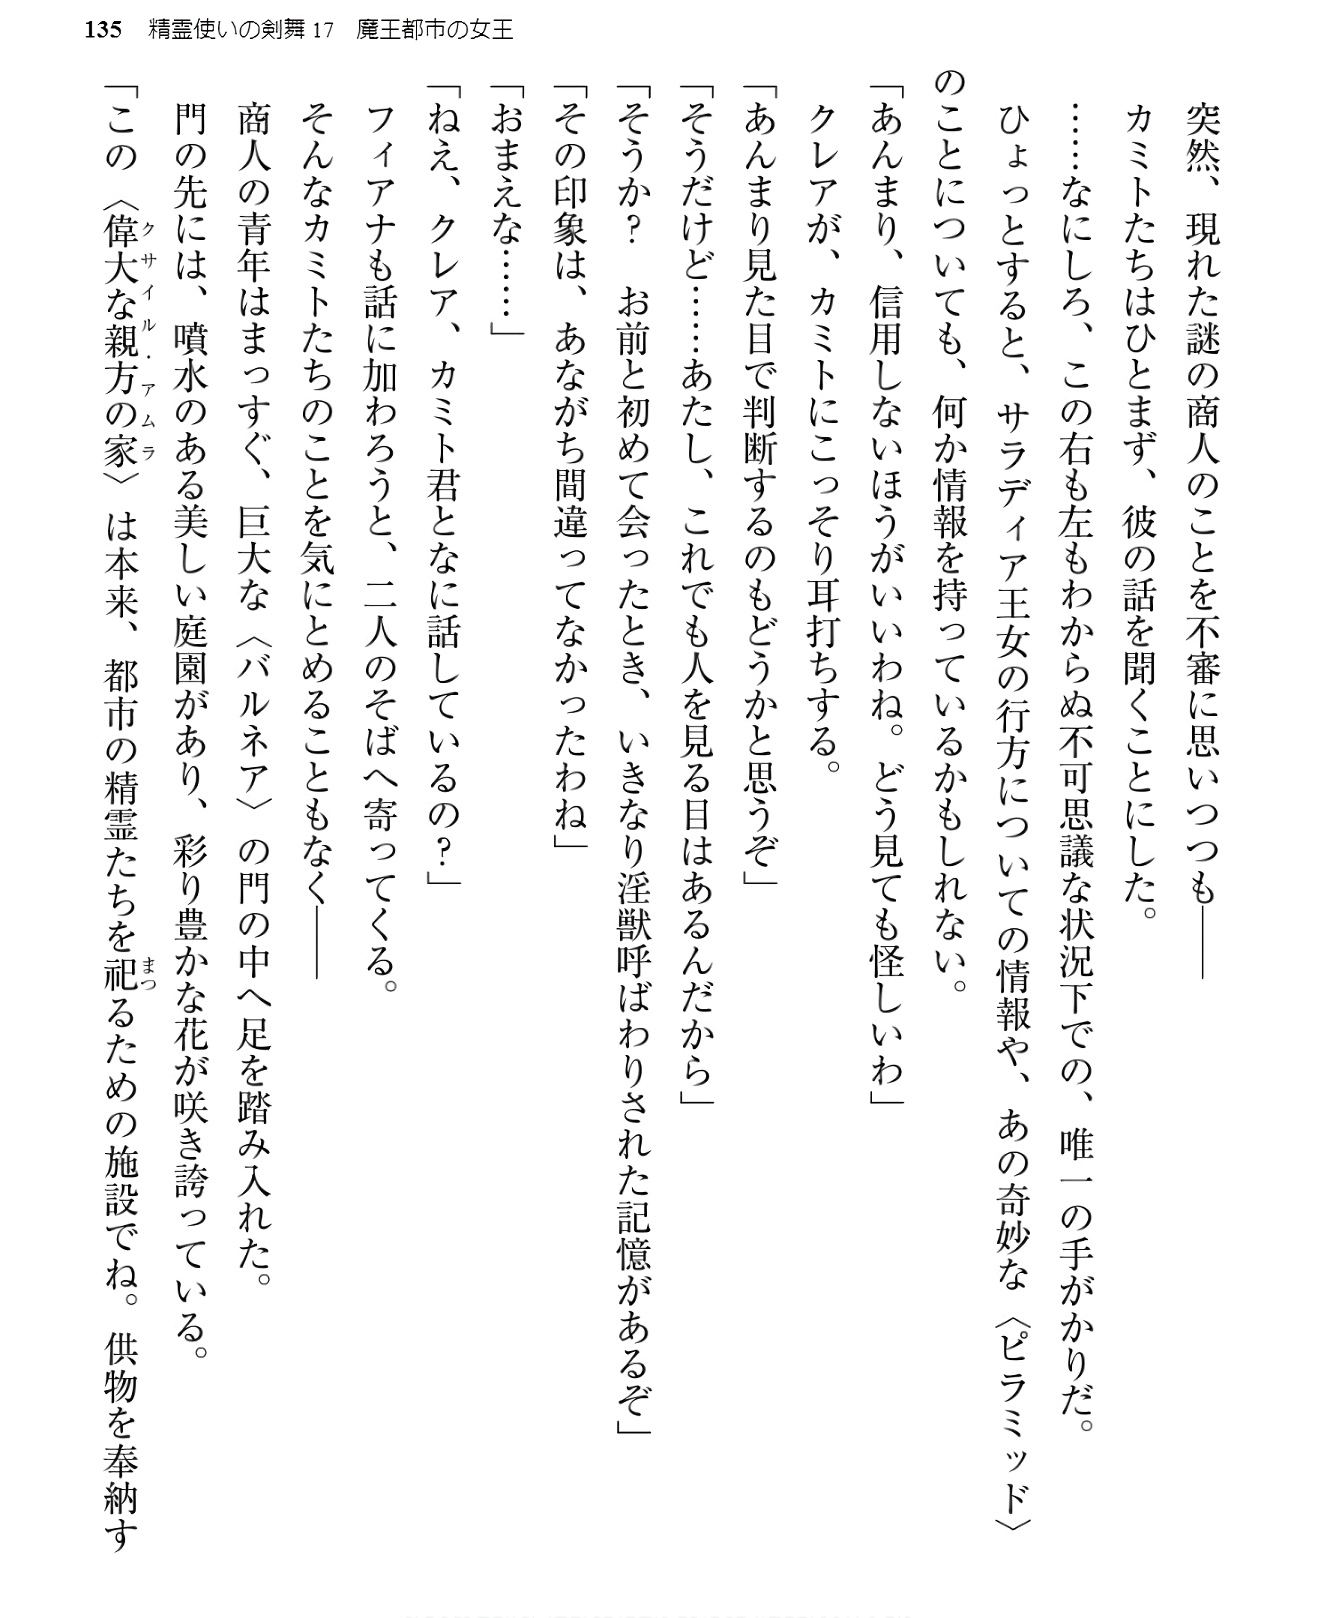 135　精霊使いの剣舞 17　魔王都市の女王
　突然、現れた謎の商人のことを不審に思いつつも――
　カミトたちはひとまず、彼の話を聞くことにした。
　……なにしろ、この右も左もわからぬ不可思議な状況下での、唯一の手がかりだ。
　ひょっとすると、サラディア王女の行方についての情報や、あの奇妙な〈ピラミッド〉
のことについても、何か情報を持っているかもしれない。
「あんまり、信用しないほうがいいわね。どう見ても怪しいわ」
　クレアが、カミトにこっそり耳打ちする。
「あんまり見た目で判断するのもどうかと思うぞ」
「そうだけど……あたし、これでも人を見る目はあるんだから」
「そうか？　お前と初めて会ったとき、いきなり淫獣呼ばわりされた記憶があるぞ」
「その印象は、あながち間違ってなかったわね」
「おまえな……」
「ねえ、クレア、カミト君となに話しているの？」
　フィアナも話に加わろうと、二人のそばへ寄ってくる。
　そんなカミトたちのことを気にとめることもなく――
　商人の青年はまっすぐ、巨大な〈バルネア〉の門の中へ足を踏み入れた。
　門の先には、噴水のある美しい庭園があり、彩り豊かな花が咲き誇っている。
「この〈偉大な親方の家〉は本来、都市の精霊たちを祀るための施設でね。供物を奉納す
クサイル・アムラ
まつ